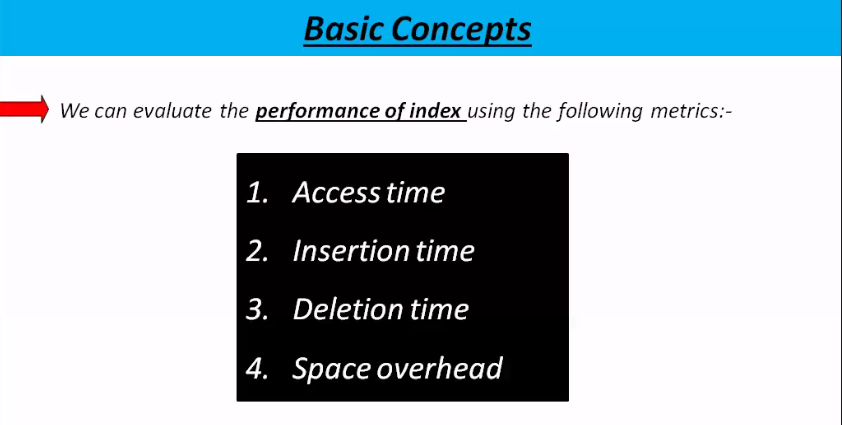 Basic Concepts
We can evaluate the performance of index using the following metrics:-
1. Access time
2. Insertion time
3. Deletion time
4. Space overhead